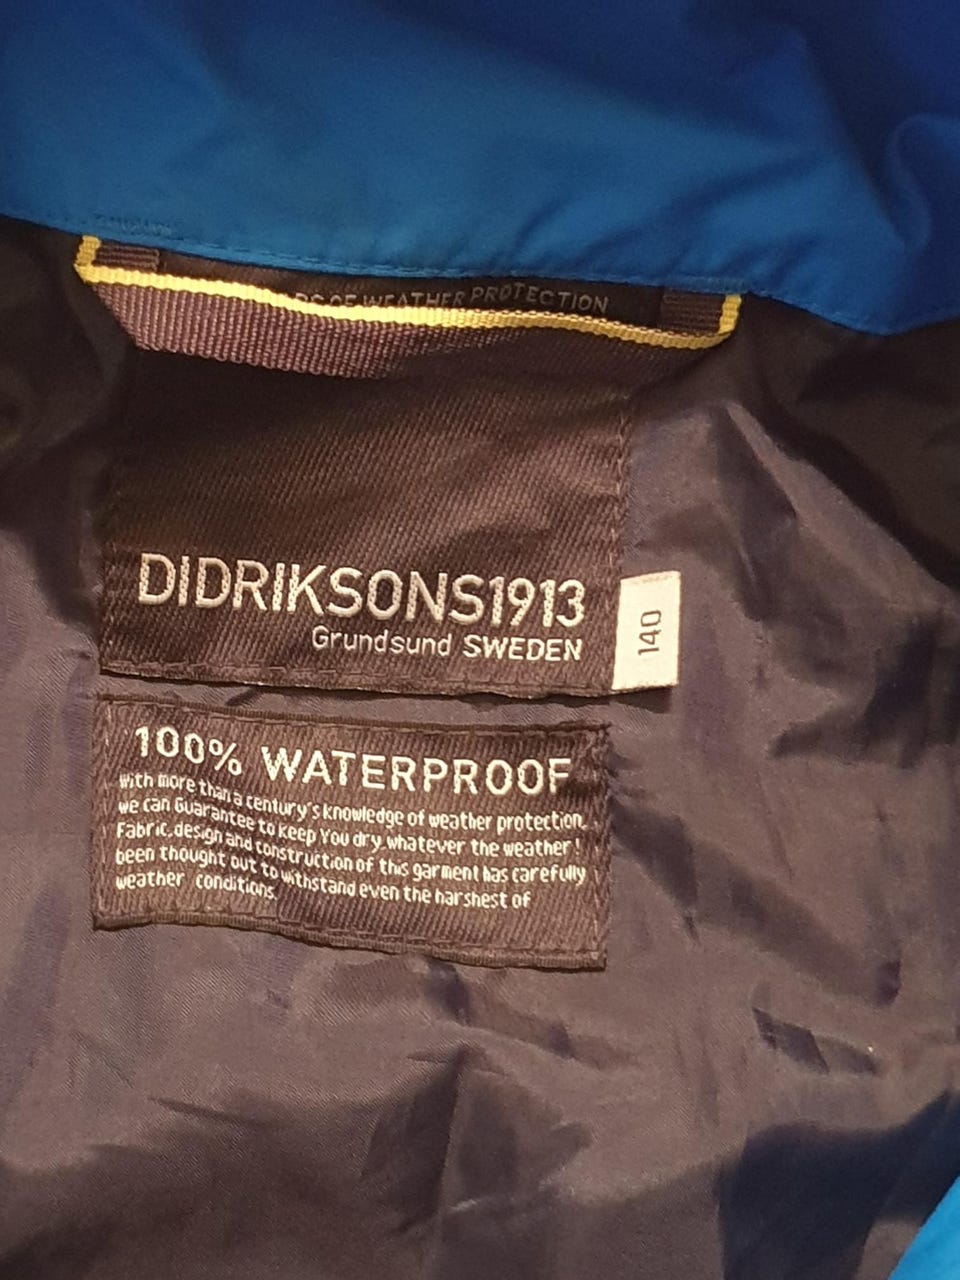 OF WEATHER PROTECTION
DIDRIKSONS1913
Grundsund SWEDEN
140
100% WATERPROOF
With more than a century's knowledge of weather protection,
we can Guarantee to keep You dry whatever the weather!
Fabric, design and construction of this garment has carefully
been thought out to withstand even the harshest of
weather conditions.